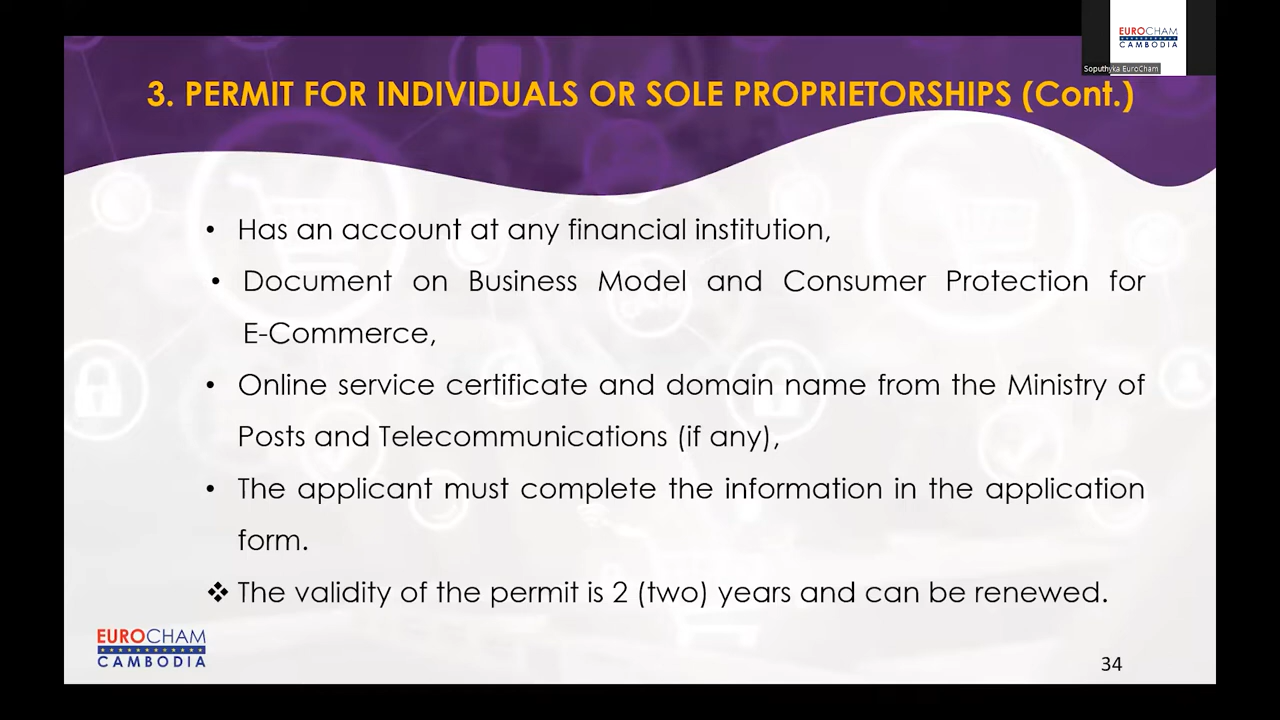 EUROCHAM
CAMBODIA
Soputhyka EuroCham
3. PERMIT FOR INDIVIDUALS OR SOLE PROPRIETORSHIPS (Cont.)
• Has an account at any financial institution,
• Document on Business Model and Consumer Protection for
E-Commerce,
• Online service certificate and domain name from the Ministry of
Posts and Telecommunications (if any),
• The applicant must complete the information in the application
form.
❖ The validity of the permit is 2 (two) years and can be renewed.
EUROCHAM
CAMBODIA
34